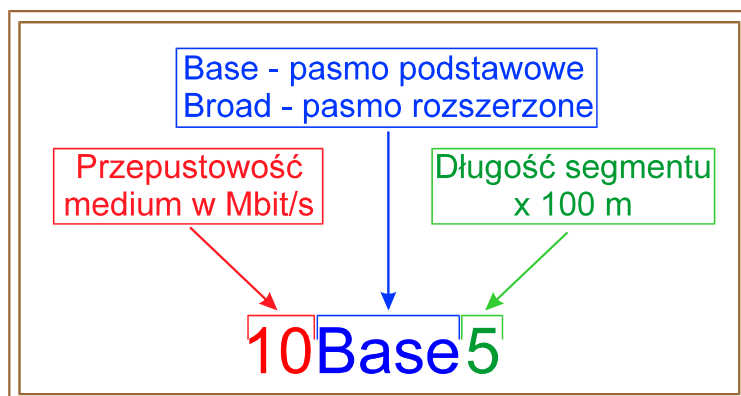 Base - pasmo podstawowe
Broad - pasmo rozszerzone
Przepustowość
medium w Mbit/s
Długość segmentu
x 100 m
10Base5